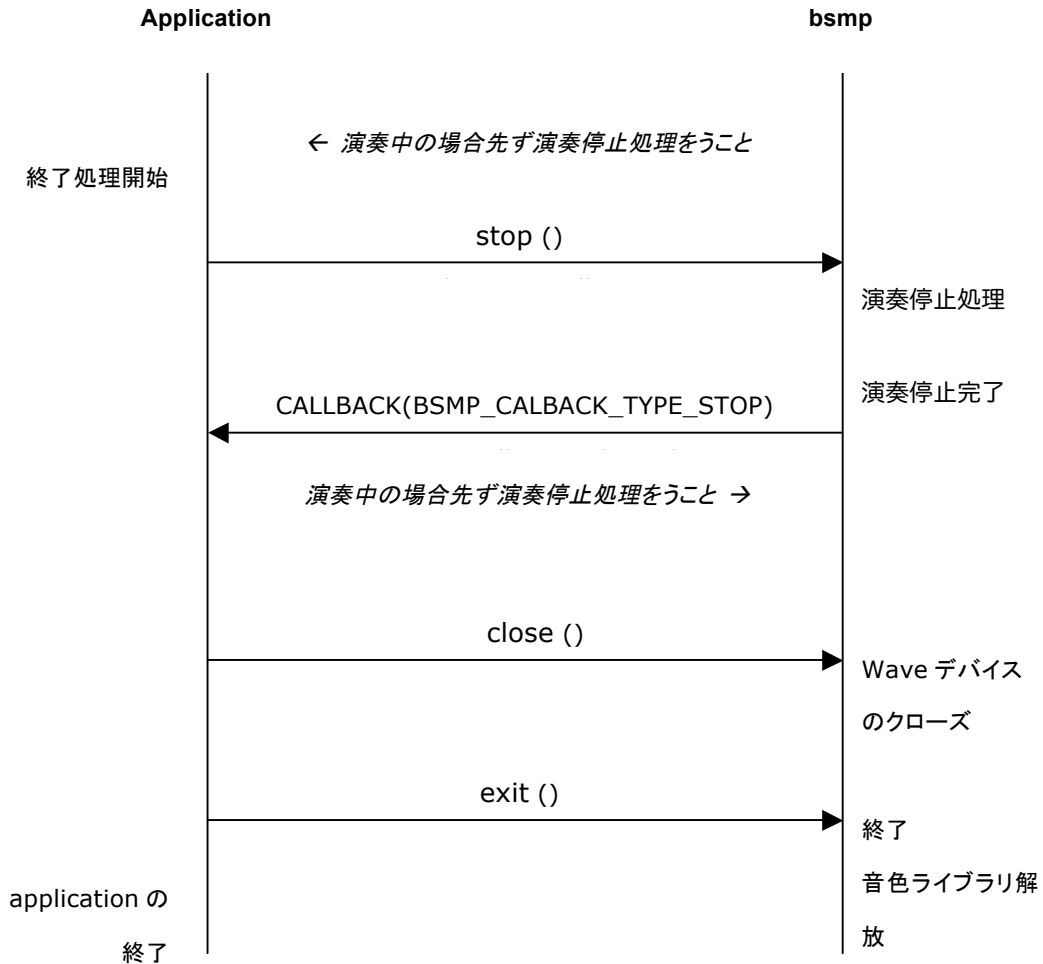 Application
bsmp
← 演奏中の場合先ず演奏停止処理をうこと
終了処理開始
stop ()
演奏停止処理
演奏停止完了
CALLBACK(BSMP_CALBACK_TYPE_STOP)
演奏中の場合先ず演奏停止処理をうこと →
close ()
Wave デバイス
のクローズ
exit ()
終了
音色ライブラリ解
放
application の
終了